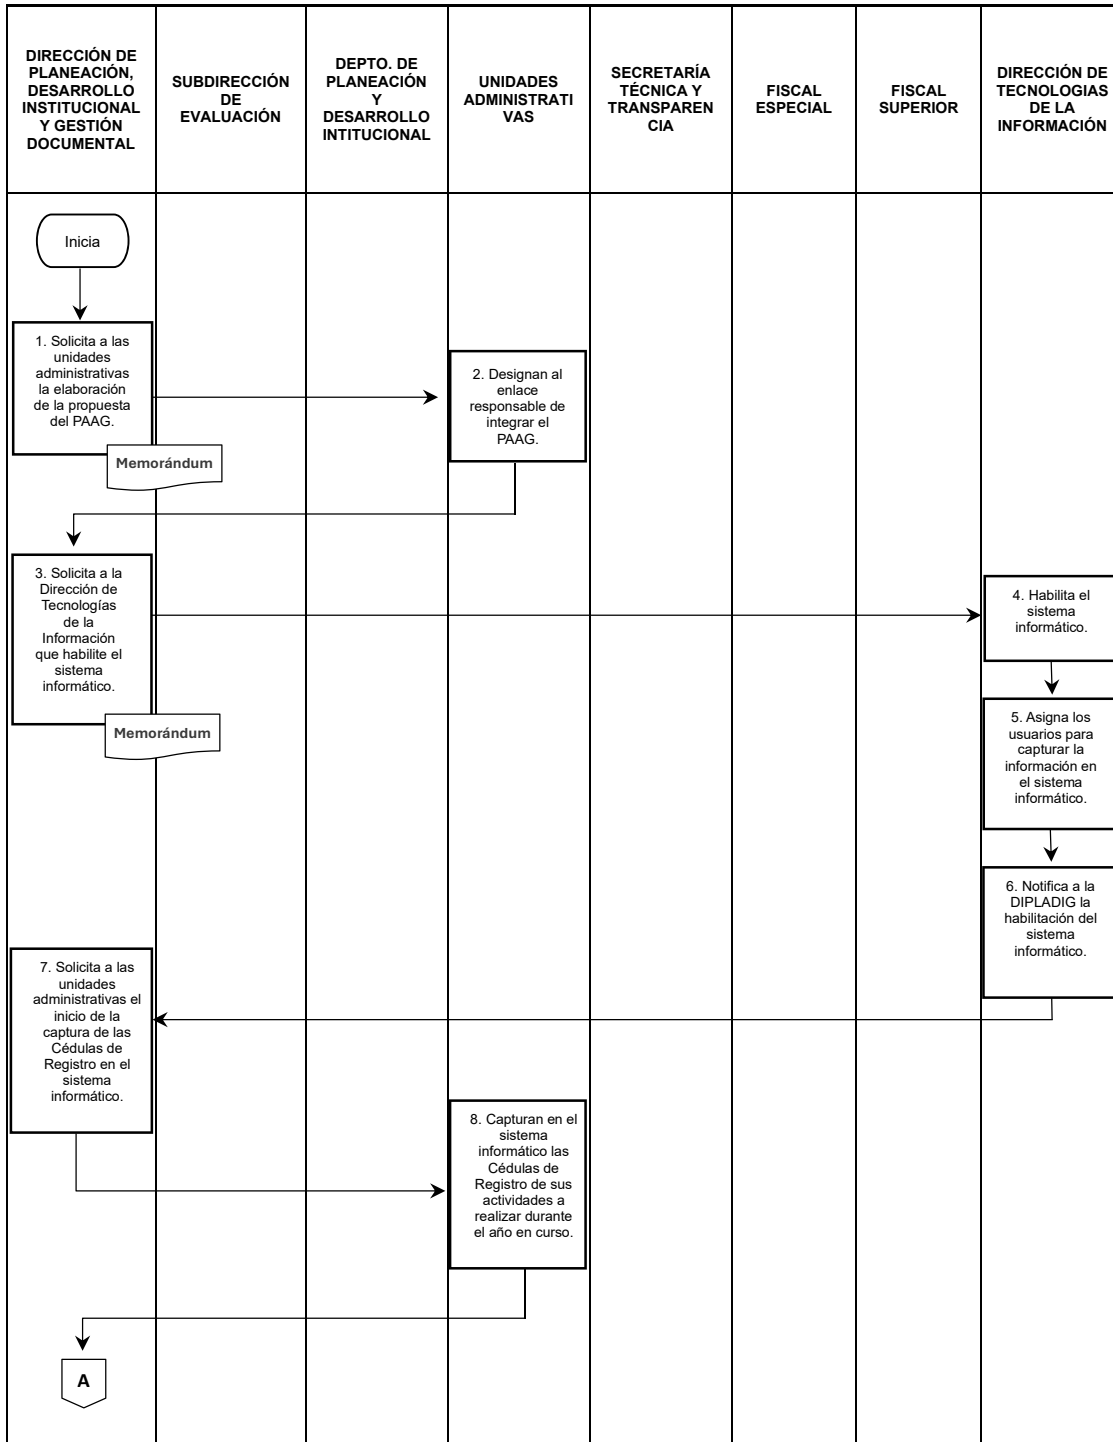 DIRECCIÓN DE
PLANEACIÓN,
DESARROLLO
INSTITUCIONAL
Y GESTIÓN
DOCUMENTAL
SUBDIRECCIÓN
DE
EVALUACIÓN
DEPTO. DE
PLANEACIÓN
Y
DESARROLLO
INTITUCIONAL
UNIDADES
ADMINISTRATI
VAS
SECRETARÍA
TÉCNICA Y
TRANSPAREN
CIA
FISCAL
ESPECIAL
FISCAL
SUPERIOR
DIRECCIÓN DE
TECNOLOGIAS
DE LA
INFORMACIÓN
Inicia
1. Solicita a las
unidades
administrativas
la elaboración
de la propuesta
del PAAG.
Memorándum
2. Designan al
enlace
responsable de
integrar el
PAAG.
3. Solicita a la
Dirección de
Tecnologías
de la
Información
que habilite el
sistema
informático.
Memorándum
4. Habilita el
sistema
informático.
5. Asigna los
usuarios para
capturar la
información en
el sistema
informático.
6. Notifica a la
DIPLADIG la
habilitación del
sistema
informático.
7. Solicita a las
unidades
administrativas el
inicio de la
captura de las
Cédulas de
Registro en el
sistema
informático.
8. Capturan en el
sistema
informático las
Cédulas de
Registro de sus
actividades a
realizar durante
el año en curso.
A